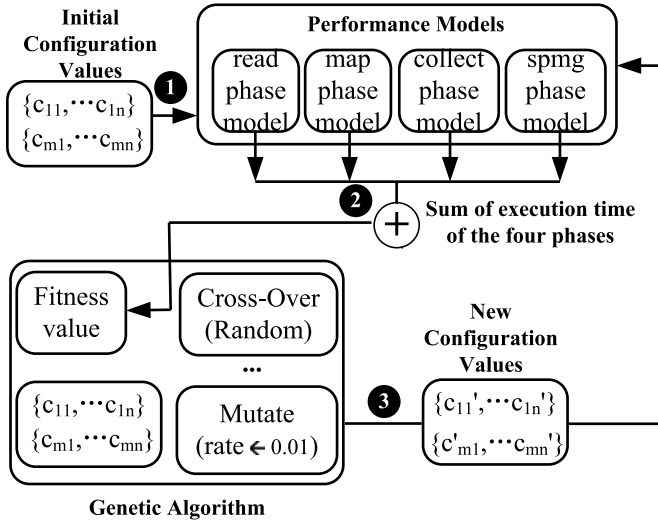 Initial
Configuration
Values
{c11,···c1n}
{cm1,···cmn}
1
Performance Models
read
phase
model
map
phase
model
collect
phase
model
spmg
phase
model
2
+
Sum of execution time
of the four phases
Fitness
value
Cross-Over
(Random)
...
{c11,···c1n}
{cm1,···cmn}
Mutate
(rate ← 0.01)
Genetic Algorithm
3
New
Configuration
Values
{c11',···c1n'}
{c'm1,···cmn'}